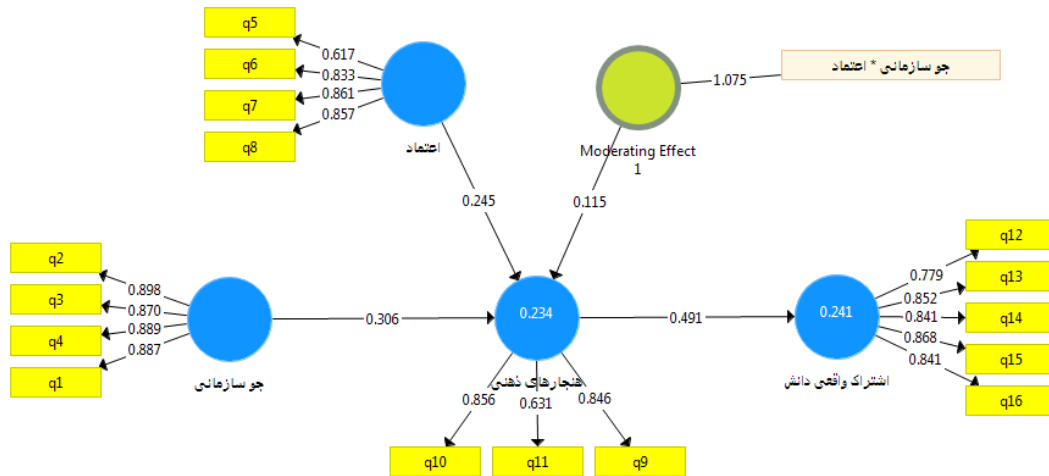 q5
q6
q7
q8
0.617
0.833
0.861
0.857
اعتماد
Moderating Effect
1
1.075
جو سازمانی * اعتماد
0.245
0.115
q2
q3
q4
q1
0.898
0.870
0.889
0.887
جو سازمانی
0.306
0.234
هنجارهای ذهنی
0.491
0.241
اشتراک واقعی دانش
0.856
0.631
0.846
q10
q11
q9
0.779
0.852
0.841
0.868
0.841
q12
q13
q14
q15
q16